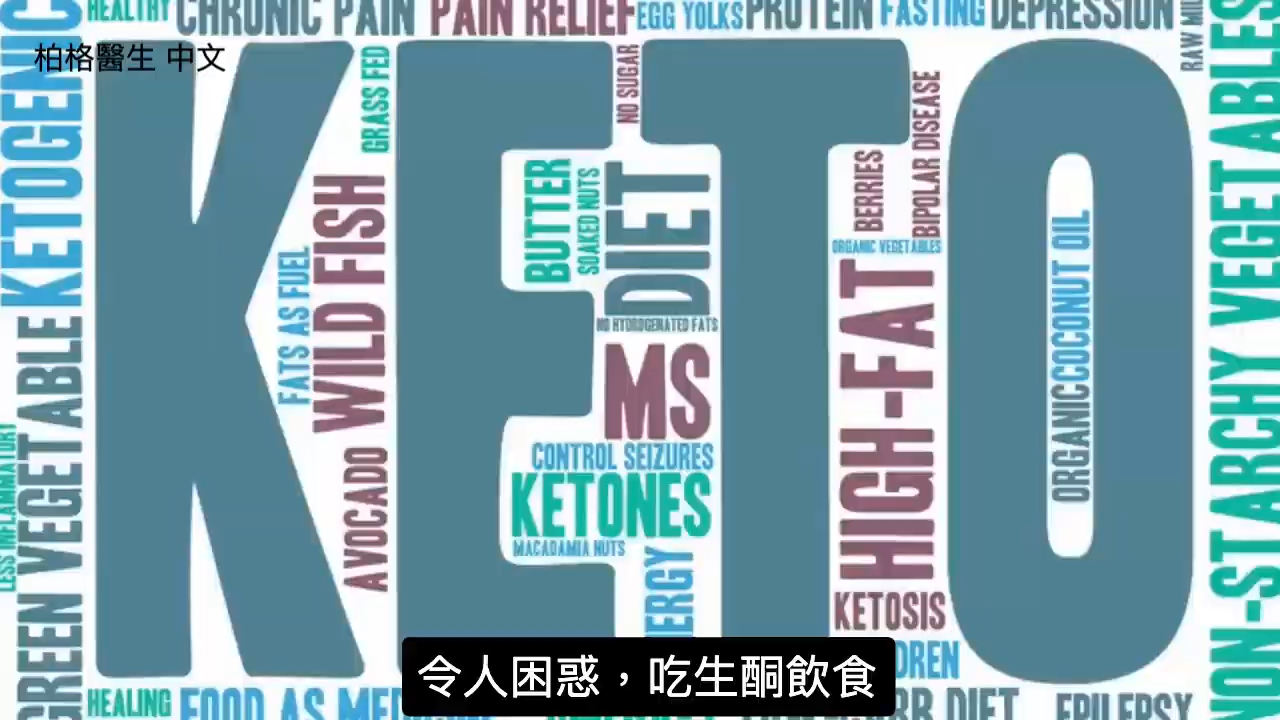 HEALTHY
CHRONIC PAIN
PAIN RELIEF
EGG YOLKS
PROTEIN
FASTING
DEPRESSION
柏格醫生 中文
KETOGENIC
KETO
GRASS FED
NO SUGAR
BIPOLAR DISEASE
BERRIES
BUTTER
SOAKED NUTS
DIET
WILD FISH
FATS AS FUEL
ORGANIC VEGETABLES
ORGANIC COCONUT OIL
NO HYDROGENATED FATS
MS
HIGH-FAT
CONTROL SEIZURES
KETONES
MACADAMIA NUTS
AVOCADO
LESS INFLAMMATORY
GREEN VEGETABLE
NON-STARCHY VEGETABLES
KETOSIS
令人困惑，吃生酮飲食
HEALING
FOOD AS
DIET
EPILEPSY